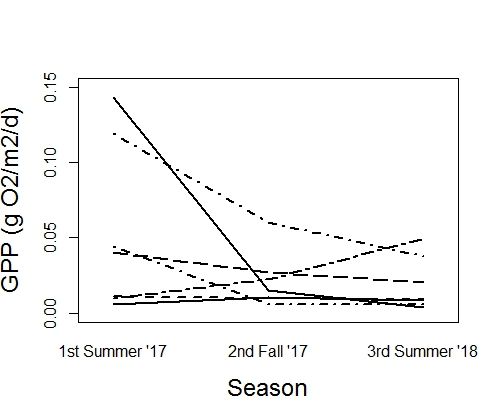 0.15
0.10
0.05
0.00
GPP (g O2/m2/d)
1st Summer '17 2nd Fall '17 3rd Summer '18
Season